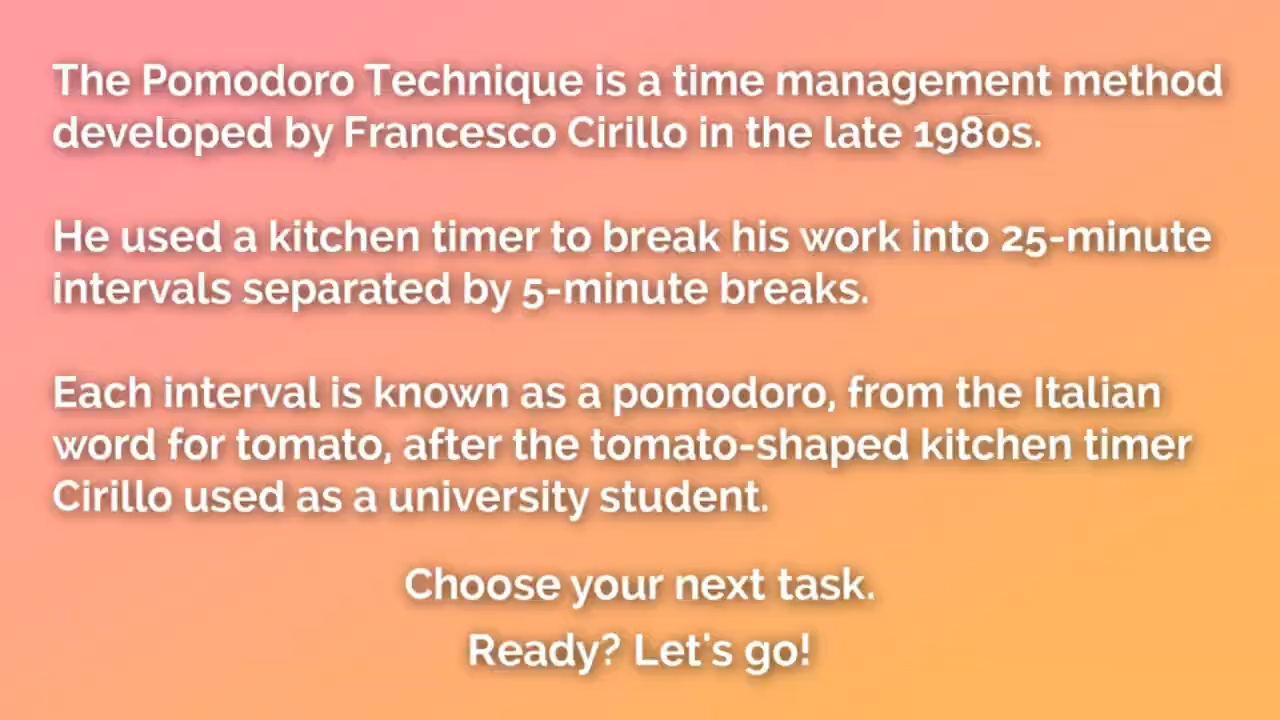 The Pomodoro Technique is a time management method
developed by Francesco Cirillo in the late 1980s.
He used a kitchen timer to break his work into 25-minute
intervals separated by 5-minute breaks.
Each interval is known as a pomodoro, from the Italian
word for tomato, after the tomato-shaped kitchen timer
Cirillo used as a university student.
Choose your next task.
Ready? Let's go!